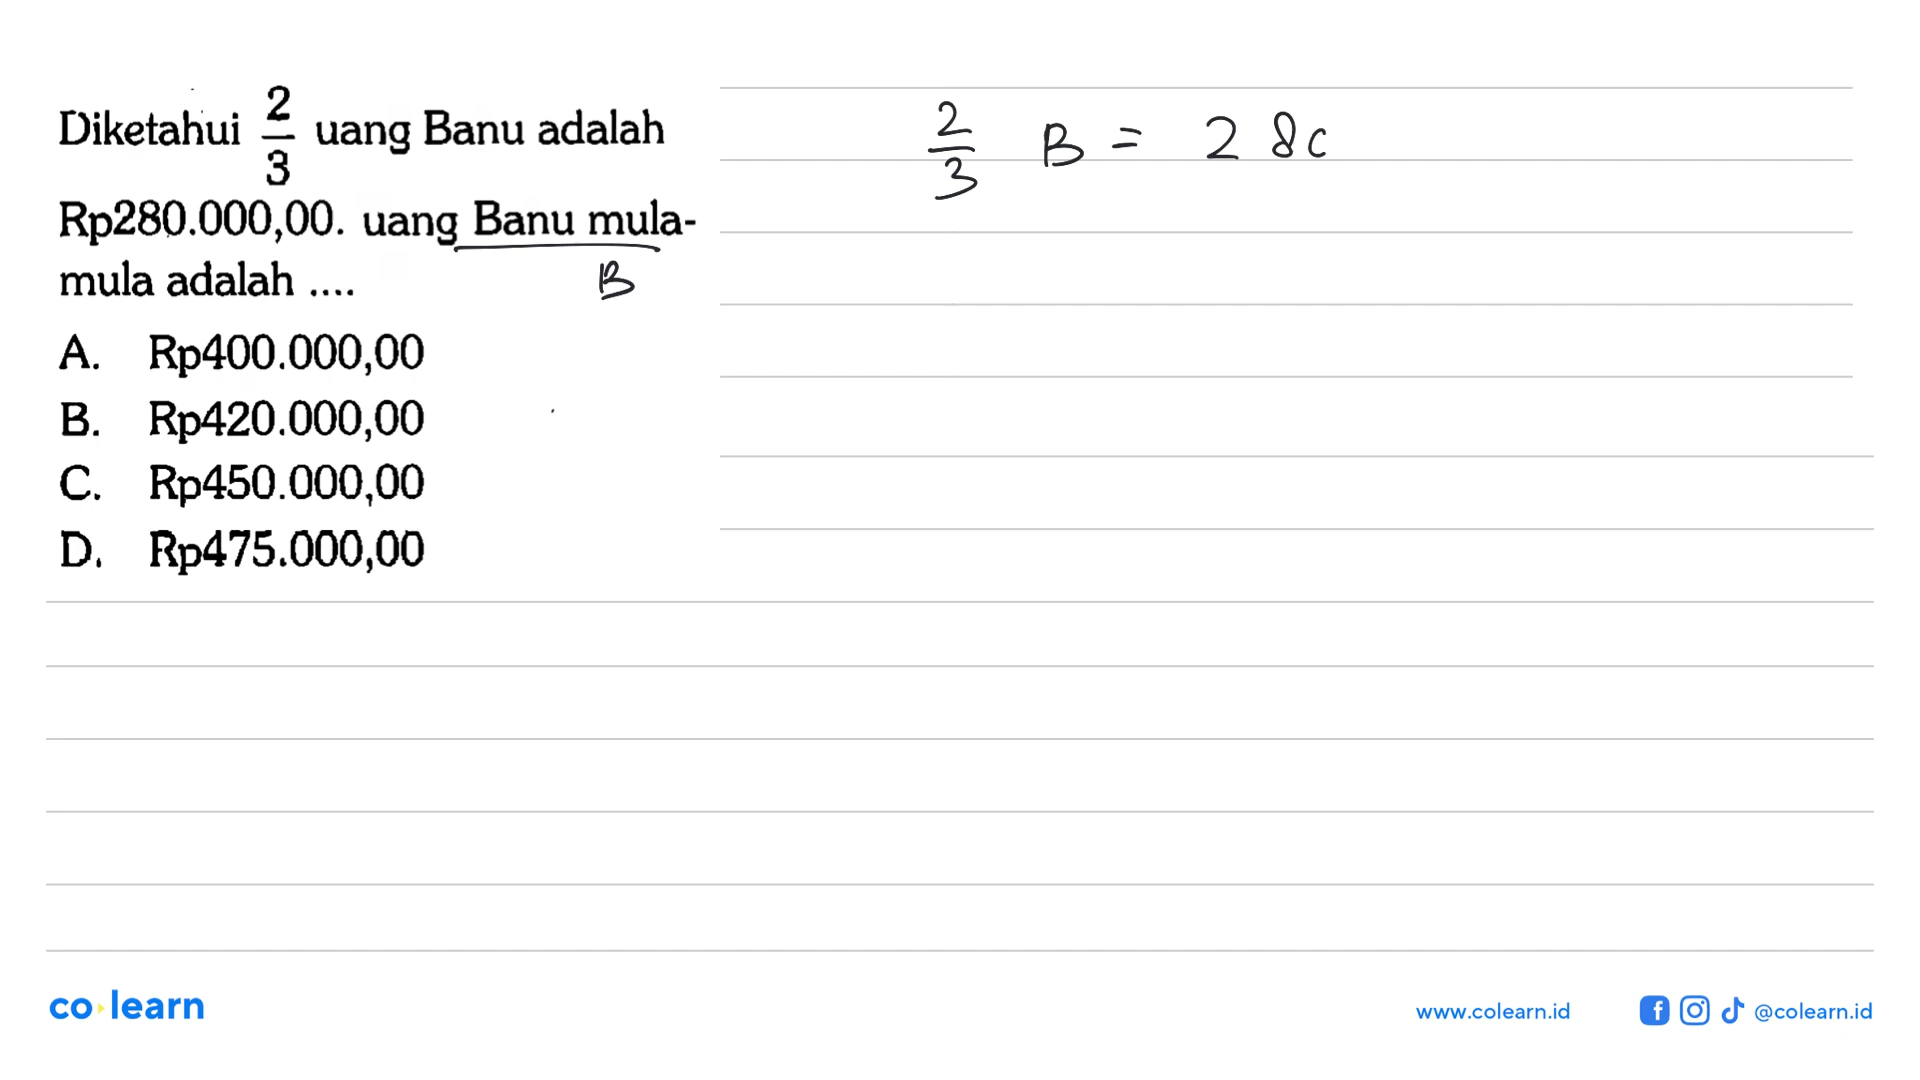 Diketahui 2/3 uang Banu adalah
Rp280.000,00. uang Banu mula-
mula adalah ....
B
A. Rp400.000,00
B. Rp420.000,00
C. Rp450.000,00
D. Rp475.000,00
2/3 B = 28c
co learn
www.colearn.id
@colearn.id